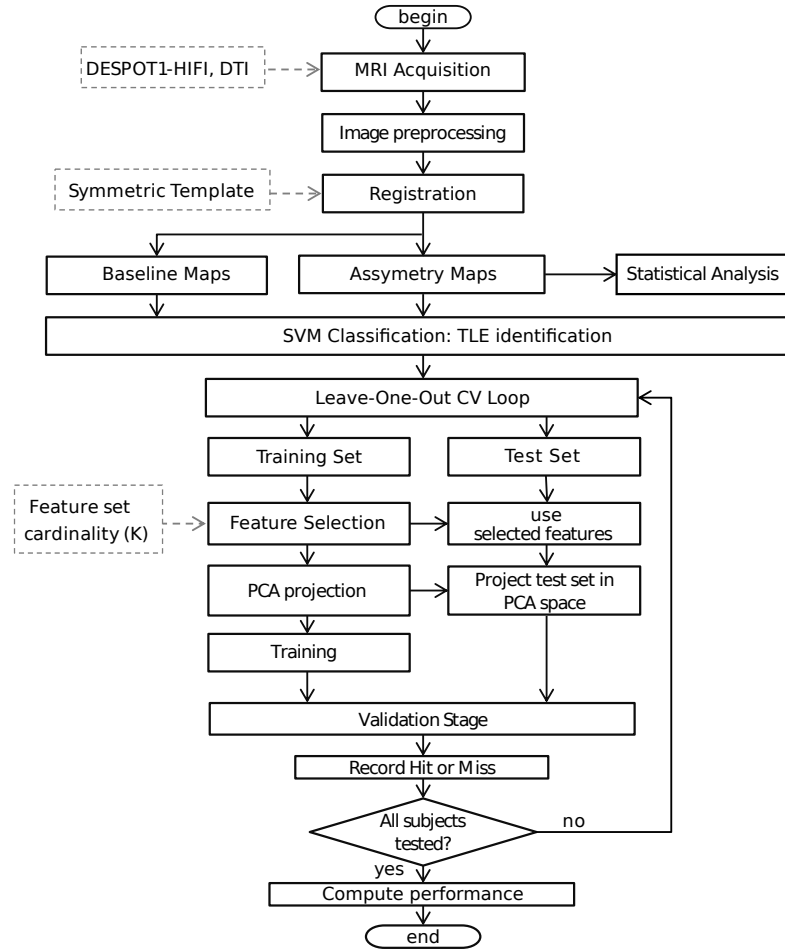 begin
DESPOT1-HIFI, DTI
MRI Acquisition
Image preprocessing
Symmetric Template
Registration
Baseline Maps
Assymetry Maps
Statistical Analysis
SVM Classification: TLE identification
Leave-One-Out CV Loop
Training Set
Test Set
Feature set
cardinality (K)
Feature Selection
use
selected features
PCA projection
Project test set in
PCA space
Training
Validation Stage
Record Hit or Miss
All subjects
tested?
no
yes
Compute performance
end